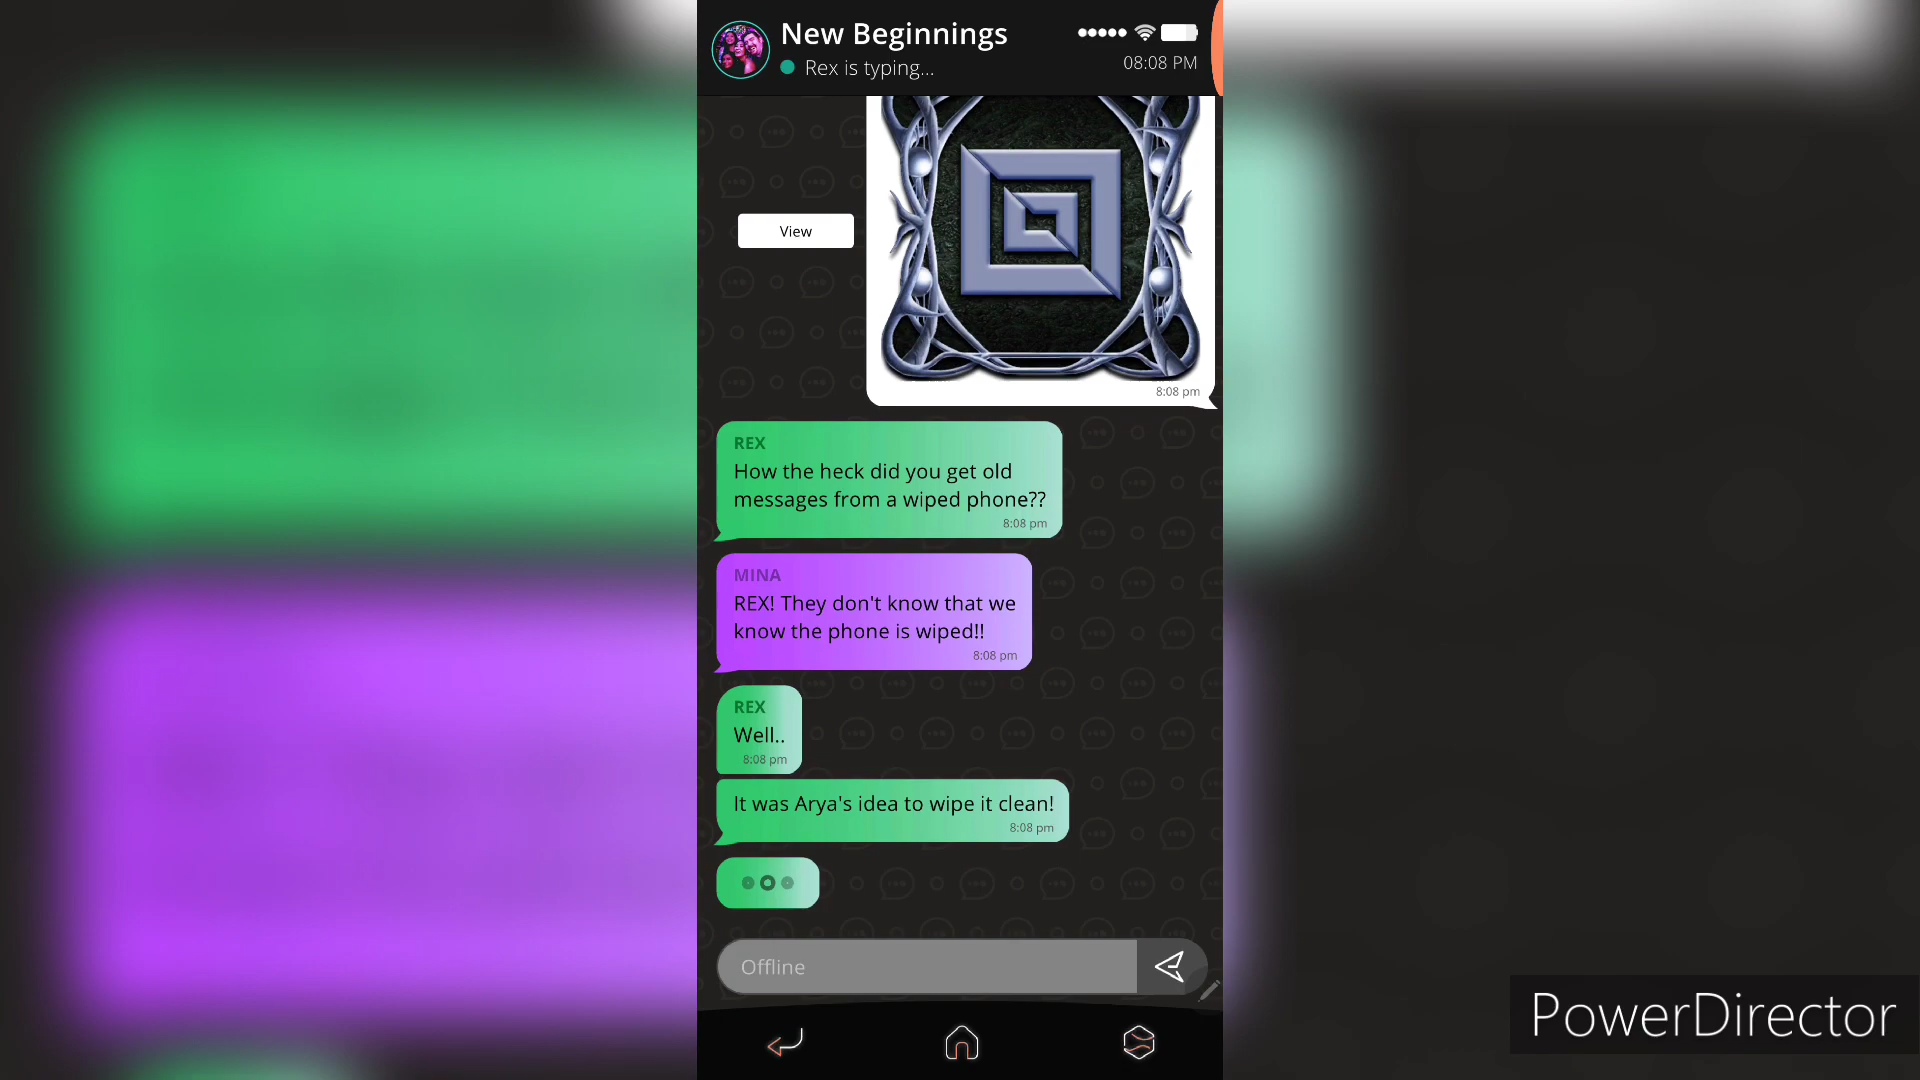 New Beginnings
Rex is typing...
08:08 PM
View
8:08 pm
REX
How the heck did you get old
messages from a wiped phone??
8:08 pm
MINA
REX! They don't know that we
know the phone is wiped!!
8:08 pm
REX
Well..
8:08 pm
It was Arya's idea to wipe it clean!
8:08 pm
Offline
PowerDirector